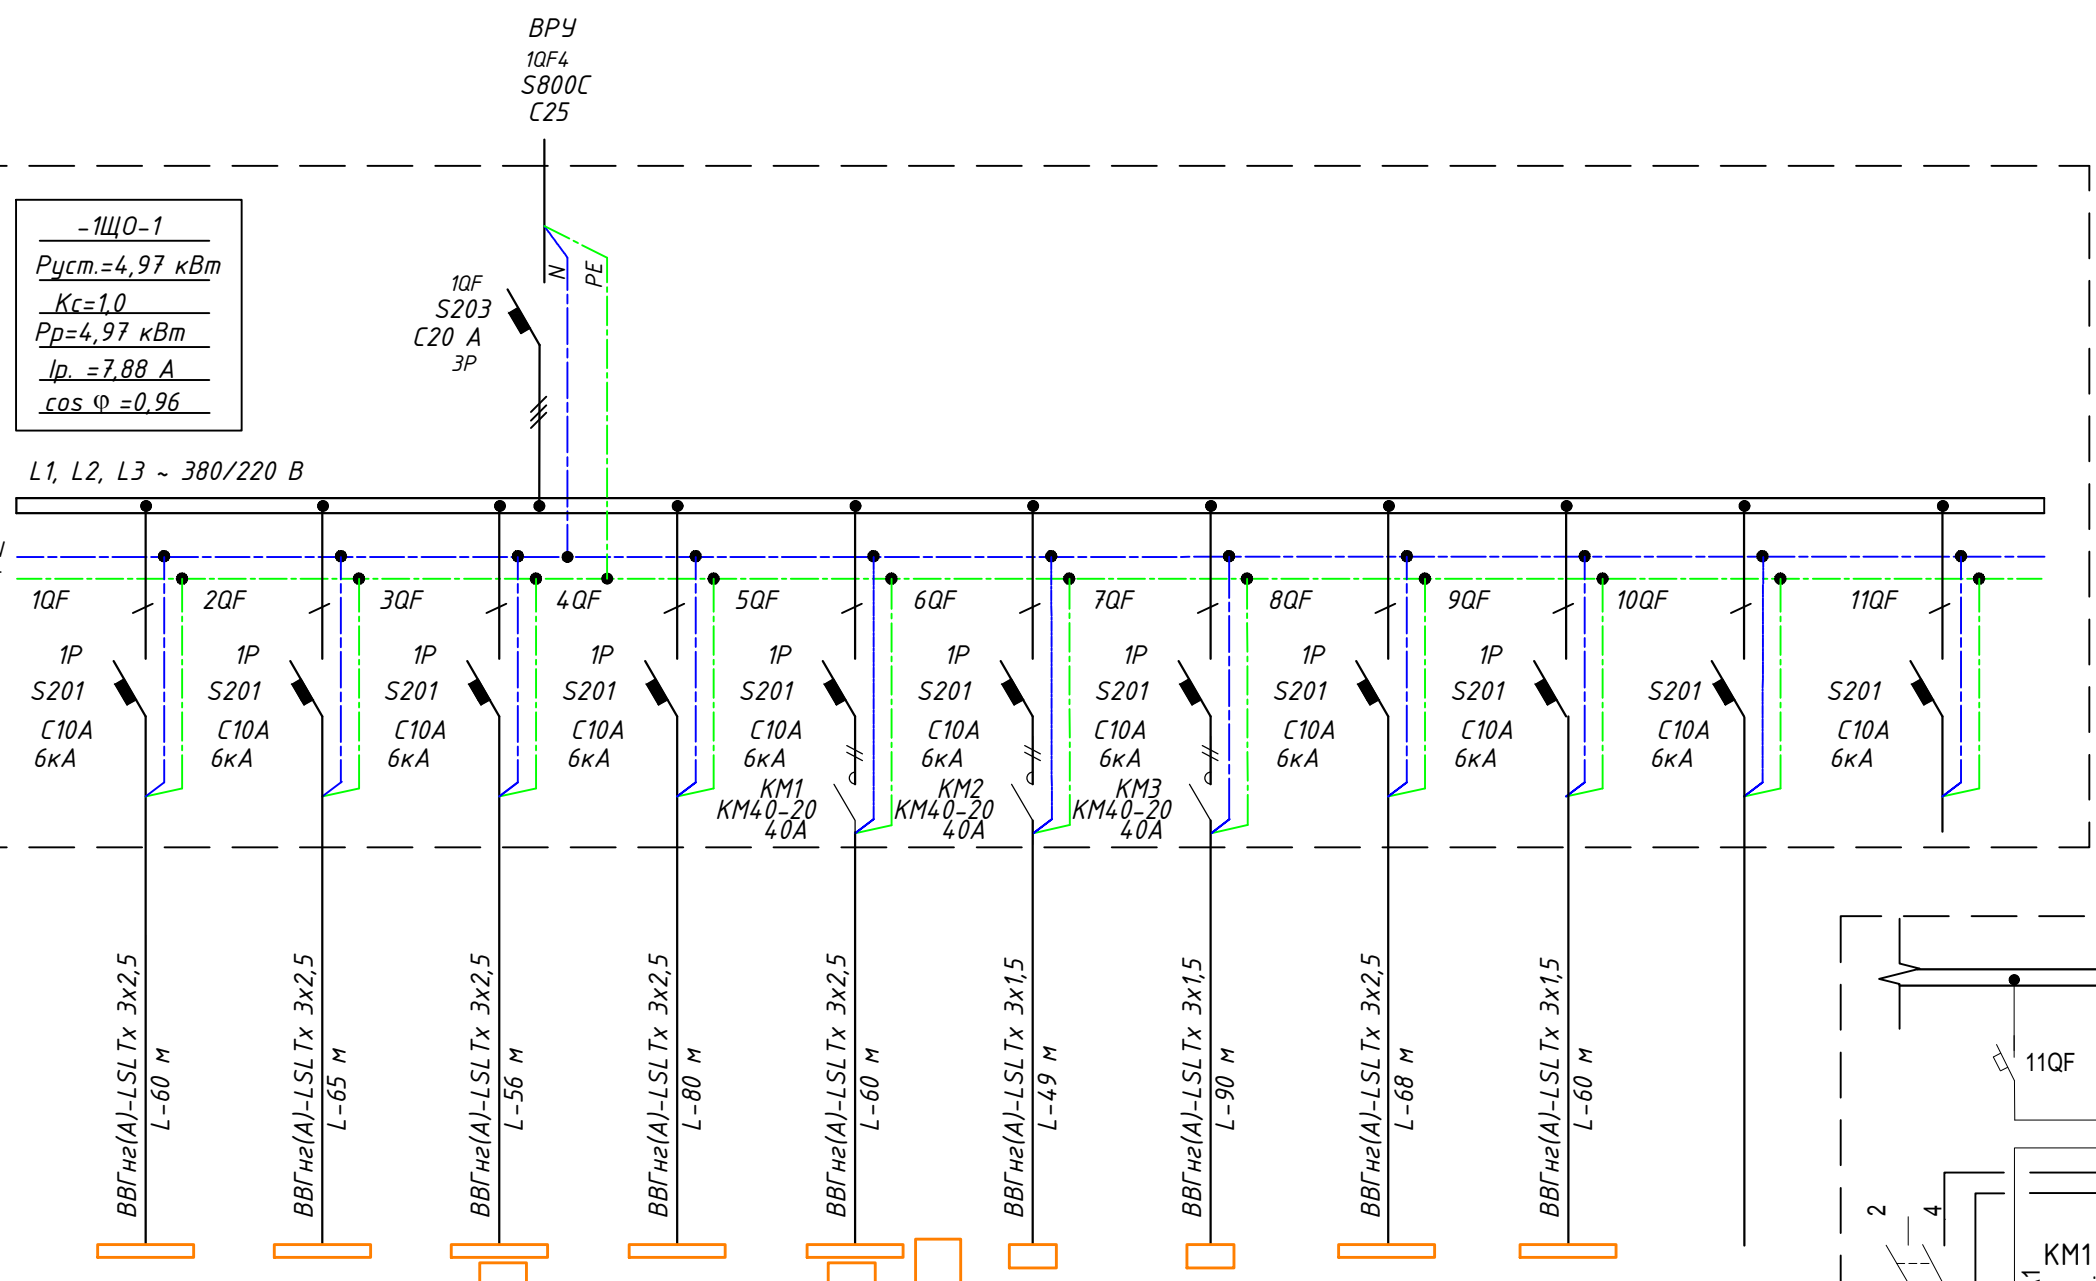 ВРУ
1QF4
S800C
C25
-1ЩО-1
Руст.=4,97 кВт
Кс=1,0
Рр=4,97 кВт
Iр. =7,88 А
cos φ =0,96
1QF
S203
C20 А
3Р
N
PE
L1, L2, L3 ~ 380/220 В
1QF 2QF 3QF 4QF 5QF 6QF 7QF 8QF 9QF 10QF 11QF
1Р 1Р 1Р 1Р 1Р 1Р 1Р 1Р 1Р
S201 S201 S201 S201 S201 S201 S201 S201 S201 S201 S201
C10А C10А C10А C10А C10А C10А C10А C10А C10А C10А C10А
6кА 6кА 6кА 6кА 6кА 6кА 6кА 6кА 6кА 6кА 6кА
КМ1 КМ2 КМ3
КМ40-20 КМ40-20 КМ40-20
40А 40А 40А
ВВГнг(А)-LSLTx 3х2,5
L-60 м
ВВГнг(А)-LSLTx 3х2,5
L-65 м
ВВГнг(А)-LSLTx 3х2,5
L-56 м
ВВГнг(А)-LSLTx 3х2,5
L-80 м
ВВГнг(А)-LSLTx 3х2,5
L-60 м
ВВГнг(А)-LSLTx 3х1,5
L-49 м
ВВГнг(А)-LSLTx 3х1,5
L-90 м
ВВГнг(А)-LSLTx 3х2,5
L-68 м
ВВГнг(А)-LSLTx 3х1,5
L-60 м
11QF
2
4
КМ1